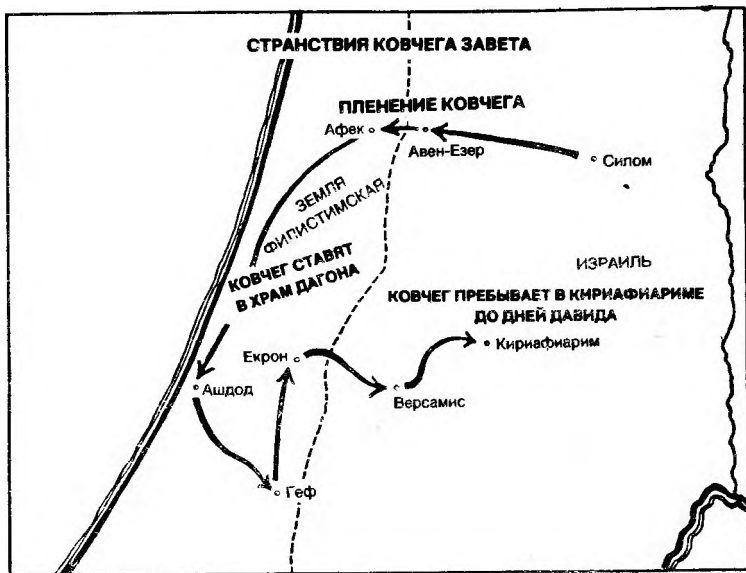 СТРАНСТВИЯ КОВЧЕГА ЗАВЕТА
ПЛЕНЕНИЕ КОВЧЕГА
Афек
Авен-Езер
Силом
ЗЕМЛЯ
ФИЛИСТИМСКАЯ
ИЗРАИЛЬ
КОВЧЕГ СТАВЯТ
В ХРАМ ДАГОНА
КОВЧЕГ ПРЕБЫВАЕТ В КИРИАФИАРИМЕ
ДО ДНЕЙ ДАВИДА
Кириафиарим
Екрон
Ашдод
Версамис
Геф